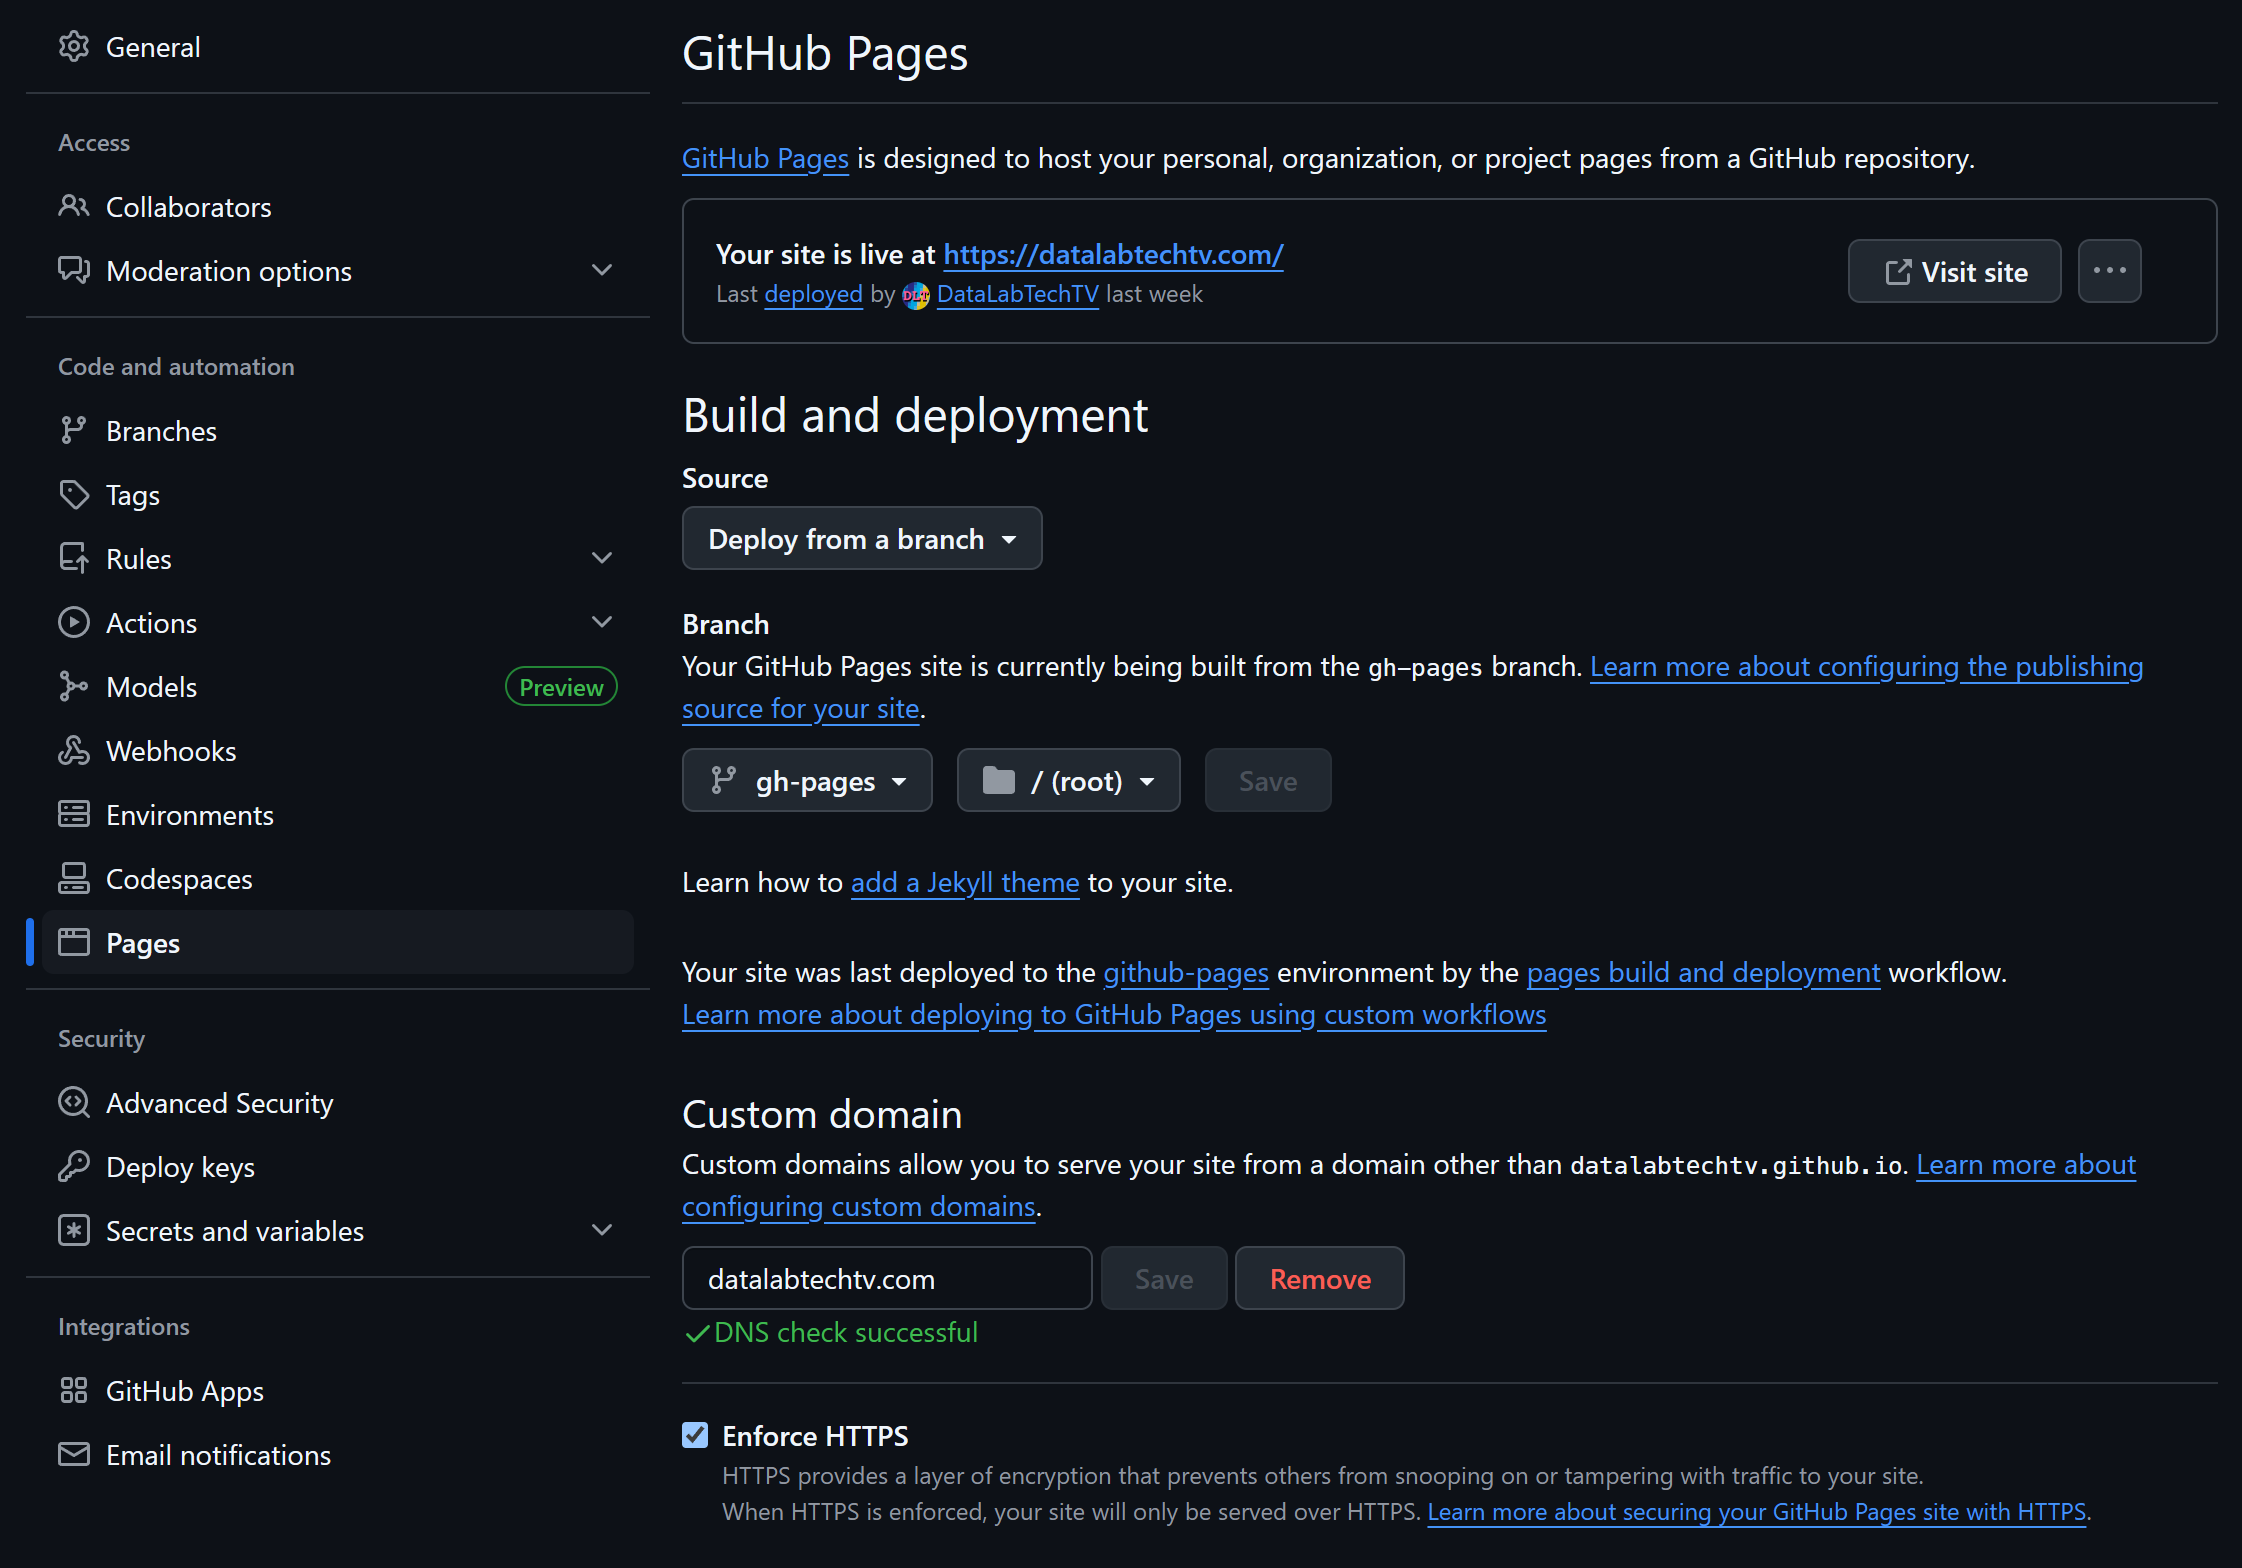 General
Access
Collaborators
Moderation options
Code and automation
Branches
Tags
Rules
Actions
Models
Preview
Webhooks
Environments
Codespaces
Pages
Security
Advanced Security
Deploy keys
Secrets and variables
Integrations
GitHub Apps
Email notifications
GitHub Pages
GitHub Pages is designed to host your personal, organization, or project pages from a GitHub repository.
Your site is live at https://datalabtechtv.com/
Last deployed by DLT DataLabTechTV last week
Visit site
Build and deployment
Source
Deploy from a branch
Branch
Your GitHub Pages site is currently being built from the gh-pages branch. Learn more about configuring the publishing
source for your site.
gh-pages
/ (root)
Save
Learn how to add a Jekyll theme to your site.
Your site was last deployed to the github-pages environment by the pages build and deployment workflow.
Learn more about deploying to GitHub Pages using custom workflows
Custom domain
Custom domains allow you to serve your site from a domain other than datalabtechtv.github.io. Learn more about
configuring custom domains.
datalabtechtv.com
Save
Remove
DNS check successful
Enforce HTTPS
HTTPS provides a layer of encryption that prevents others from snooping on or tampering with traffic to your site.
When HTTPS is enforced, your site will only be served over HTTPS. Learn more about securing your GitHub Pages site with HTTPS.